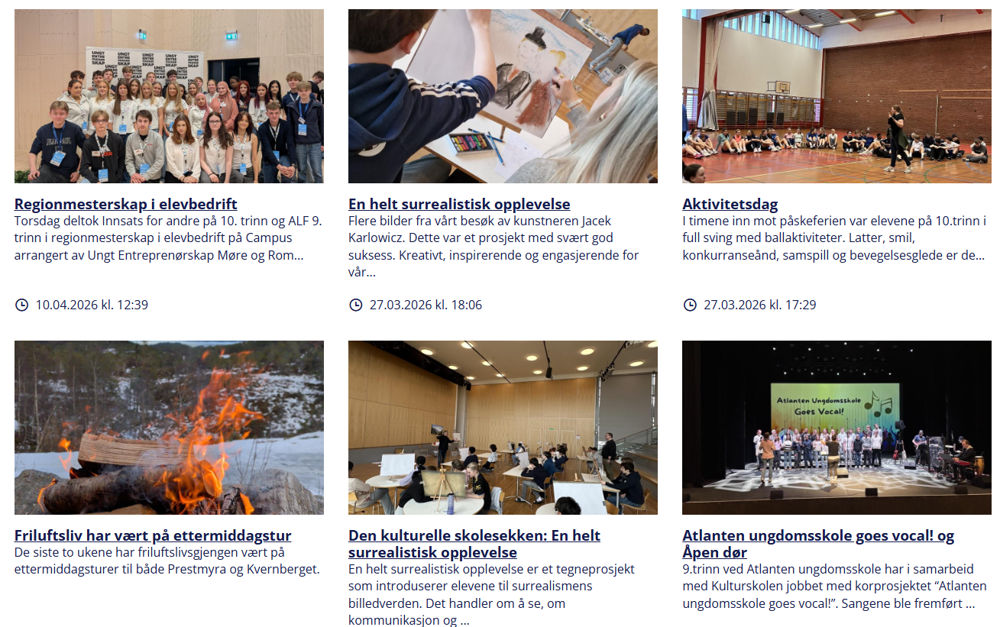 UNGT ENTRE PRENØR SKAP
Regionmesterskap i elevbedrift
Torsdag deltok Innsats for andre på 10. trinn og ALF 9.
trinn i regionmesterskap i elevbedrift på Campus
arrangert av Ungt Entreprenørskap Møre og Rom...
10.04.2026 kl. 12:39
En helt surrealistisk opplevelse
Flere bilder fra vårt besøk av kunstneren Jacek
Karlowicz. Dette var et prosjekt med svært god
suksess. Kreativt, inspirerende og engasjerende for
vår...
27.03.2026 kl. 18:06
Aktivitetsdag
I timene inn mot påskeferien var elevene på 10.trinn i
full sving med ballaktiviteter. Latter, smil,
konkurranseånd, samspill og bevegelsesglede er de...
27.03.2026 kl. 17:29
Friluftsliv har vært på ettermiddagstur
De siste to ukene har friluftslivsgjengen vært på
ettermiddagsturer til både Prestmyra og Kvernberget.
Den kulturelle skolesekken: En helt
surrealistisk opplevelse
En helt surrealistisk opplevelse er et tegneprosjekt
som introduserer elevene til surrealismens
billedverden. Det handler om å se, om
kommunikasjon og ...
Atlanten Ungdomsskole
Goes Vocal!
Atlanten ungdomsskole goes vocal! og
Åpen dør
9.trinn ved Atlanten ungdomsskole har i samarbeid
med Kulturskolen jobbet med korprosjektet “Atlanten
ungdomsskole goes vocal!”. Sangene ble fremført ...